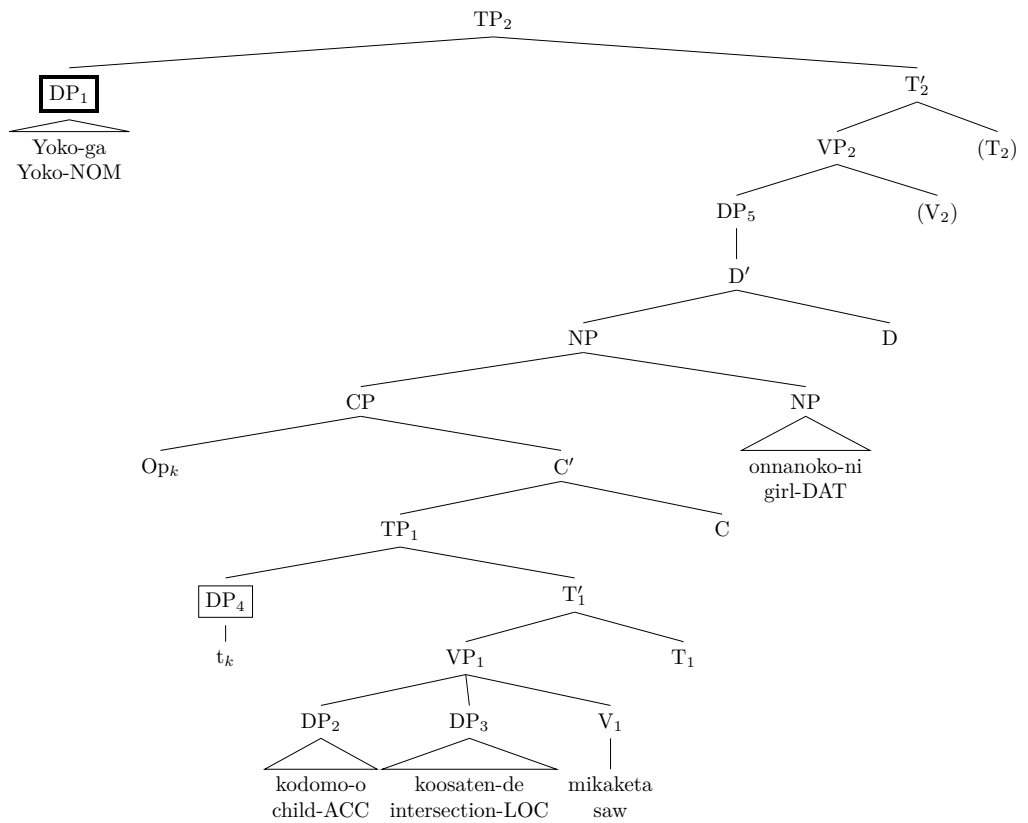 TP₂
DP₁ T′₂
Yoko-ga
Yoko-NOM
VP₂ (T₂)
DP₅ (V₂)
D′
NP D
CP NP
Opₖ C′ onnanoko-ni
girl-DAT
TP₁ C
DP₄ T′₁
tₖ VP₁ T₁
DP₂ DP₃ V₁
kodomo-o koosaten-de mikaketa
child-ACC intersection-LOC saw